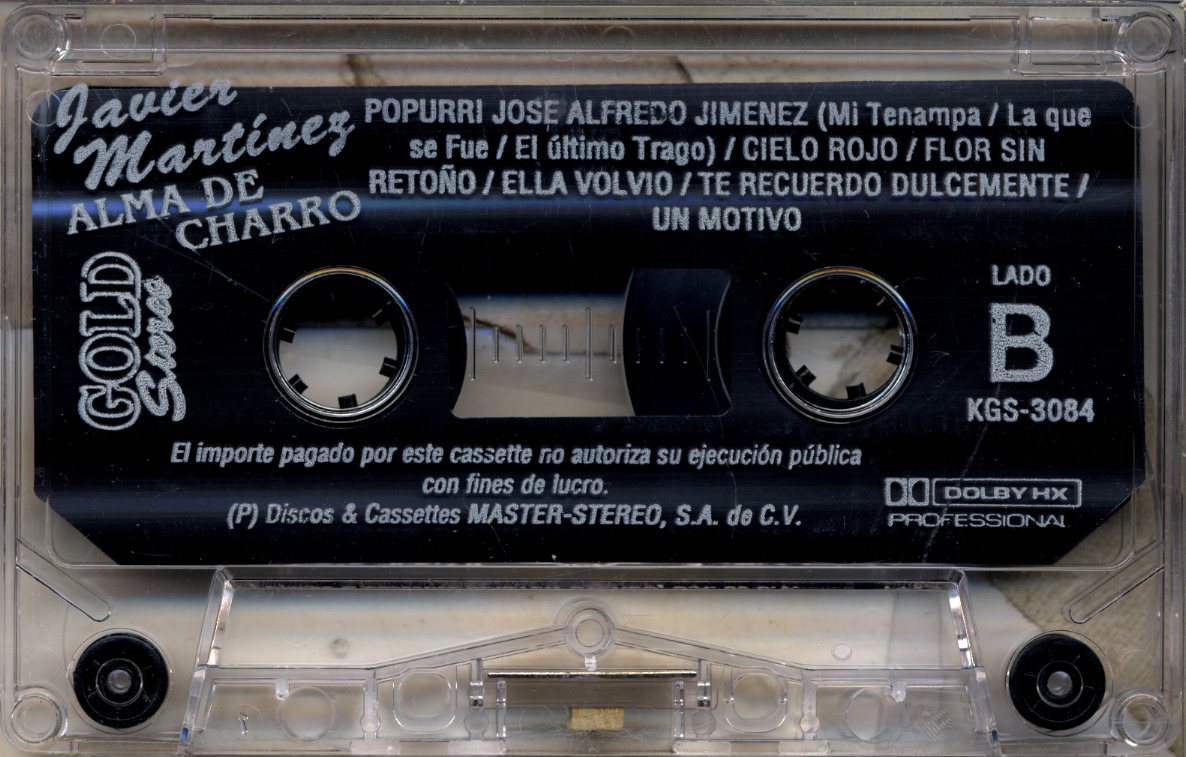 Javier
Martínez
ALMA DE
CHARRO
POPURRI JOSE ALFREDO JIMENEZ (Mi Tenampa / La que
se Fue / El último Trago) / CIELO ROJO / FLOR SIN
RETOÑO / ELLA VOLVIO / TE RECUERDO DULCEMENTE /
UN MOTIVO
GOLD
Stereo
LADO
B
KGS-3084
El importe pagado por este cassette no autoriza su ejecución pública
con fines de lucro.
(P) Discos & Cassettes MASTER-STEREO, S.A. de C.V.
DOLBY HX
PROFESSIONAL